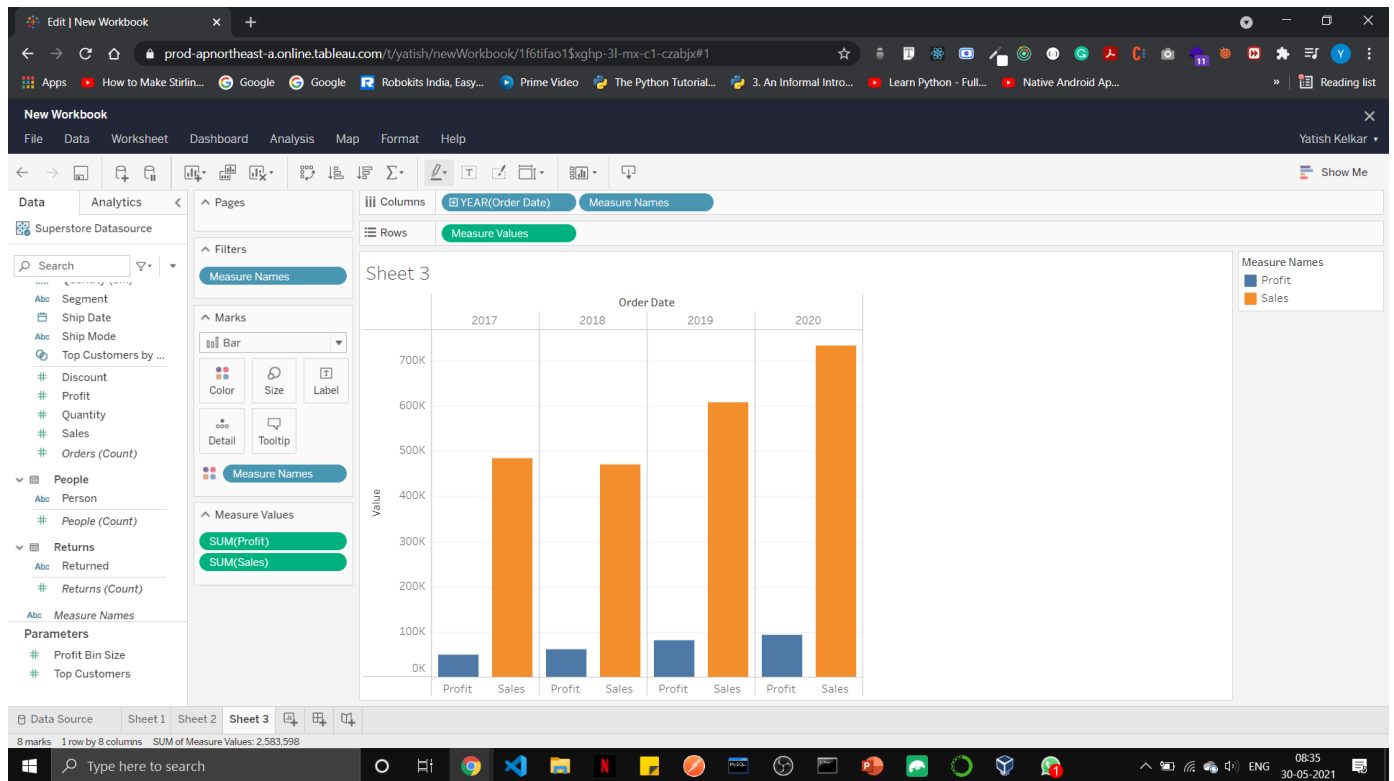 Edit | New Workbook
prod-apnortheast-a.online.tableau.com/t/yatish/newWorkbook/1f6tifao1$xghp-3l-mx-c1-czabjx#1
11
Y
Apps How to Make Stirlin... Google Google Robokits India, Easy... Prime Video The Python Tutorial... 3. An Informal Intro... Learn Python - Full... Native Android Ap... » Reading list
New Workbook
File Data Worksheet Dashboard Analysis Map Format Help Yatish Kelkar
Show Me
Data Analytics
Superstore Datasource
Search
Abc Segment
Ship Date
Abc Ship Mode
Top Customers by ...
# Discount
# Profit
# Quantity
# Sales
# Orders (Count)
People
Abc Person
# People (Count)
Returns
Abc Returned
# Returns (Count)
Abc Measure Names
Parameters
# Profit Bin Size
# Top Customers
Pages
Filters
Measure Names
Marks
Bar
Color Size Label
Detail Tooltip
Measure Names
Measure Values
SUM(Profit)
SUM(Sales)
Columns YEAR(Order Date) Measure Names
Rows Measure Values
Sheet 3
Order Date
2017 2018 2019 2020
Value
700K
600K
500K
400K
300K
200K
100K
0K
Profit Sales Profit Sales Profit Sales Profit Sales
Measure Names
Profit
Sales
Data Source Sheet 1 Sheet 2 Sheet 3
8 marks 1 row by 8 columns SUM of Measure Values: 2,583,598
Type here to search
N
P
1
ENG
08:35
30-05-2021